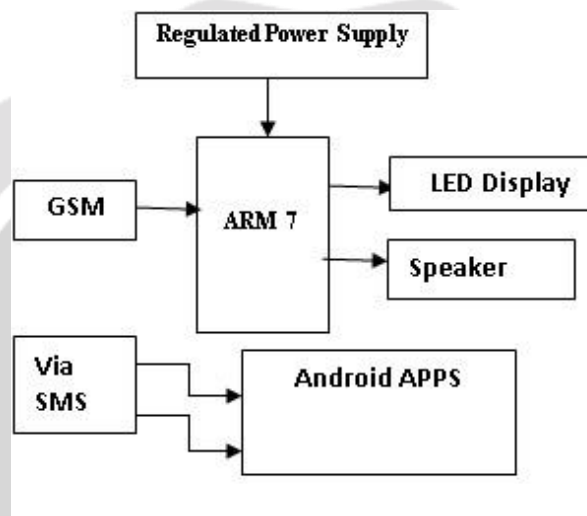 Regulated Power Supply
GSM
ARM 7
LED Display
Speaker
Via
SMS
Android APPS